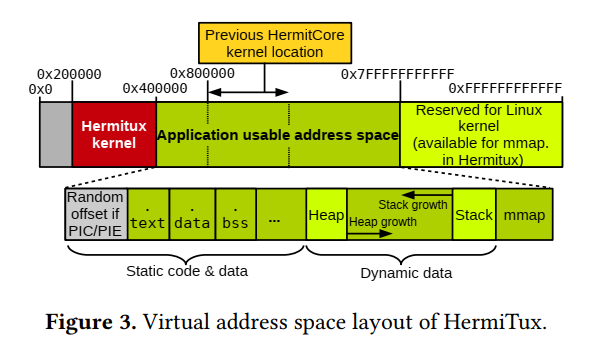 Previous HermitCore
kernel location
0x200000
0x800000
0x7FFFFFFFFFFF
0x0
0x400000
0xFFFFFFFFFFFF
Hermitux
kernel
Application usable address space
Reserved for Linux
kernel
(available for mmap.
in Hermitux)
Random
offset if
PIC/PIE
.
text
.
data
.
bss
...
Heap
Stack growth
Heap growth
Stack
mmap
Static code & data
Dynamic data
Figure 3. Virtual address space layout of HermiTux.